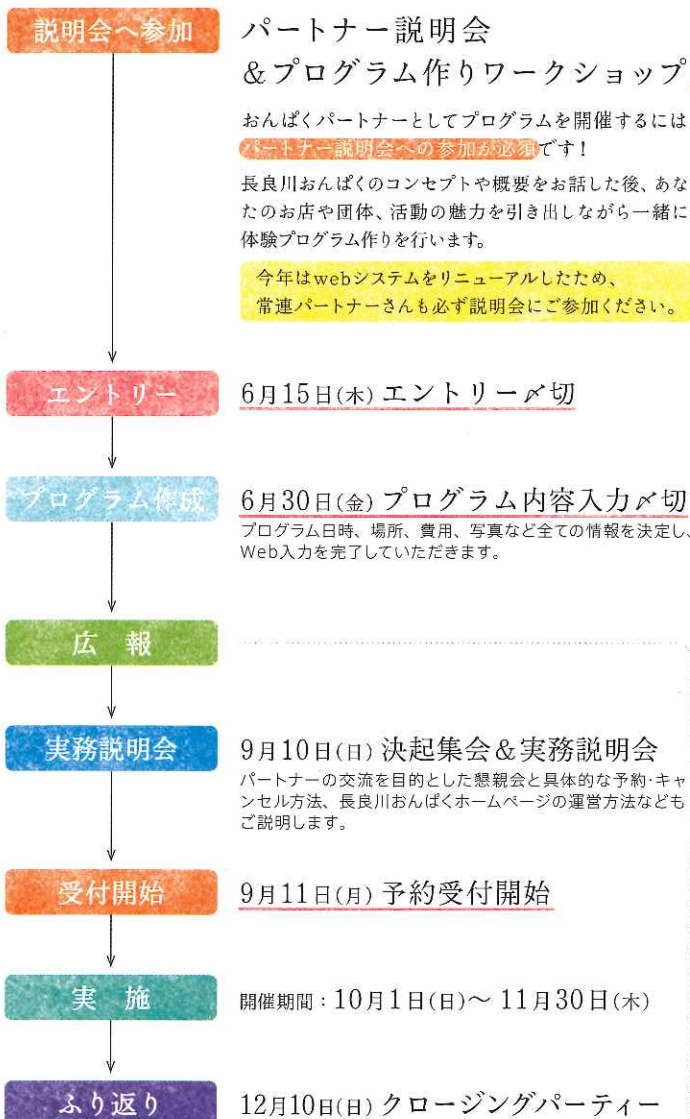 説明会へ参加
パートナー説明会
&プログラム作りワークショップ
おんぱくパートナーとしてプログラムを開催するには
パートナー説明会への参加が必須です!
長良川おんぱくのコンセプトや概要をお話した後、あな
たのお店や団体、活動の魅力を引き出しながら一緒に
体験プログラム作りを行います。
今年はwebシステムをリニューアルしたため、
常連パートナーさんも必ず説明会にご参加ください。
エントリー
6月15日(木) エントリー〆切
プログラム作成
6月30日(金) プログラム内容入力〆切
プログラム日時、場所、費用、写真など全ての情報を決定し、
Web入力を完了していただきます。
広 報
実務説明会
9月10日(日) 決起集会&実務説明会
パートナーの交流を目的とした懇親会と具体的な予約・キャ
ンセル方法、長良川おんぱくホームページの運営方法なども
ご説明します。
受付開始
9月11日(月) 予約受付開始
実 施
開催期間:10月1日(日)~ 11月30日(木)
ふり返り
12月10日(日) クロージングパーティー